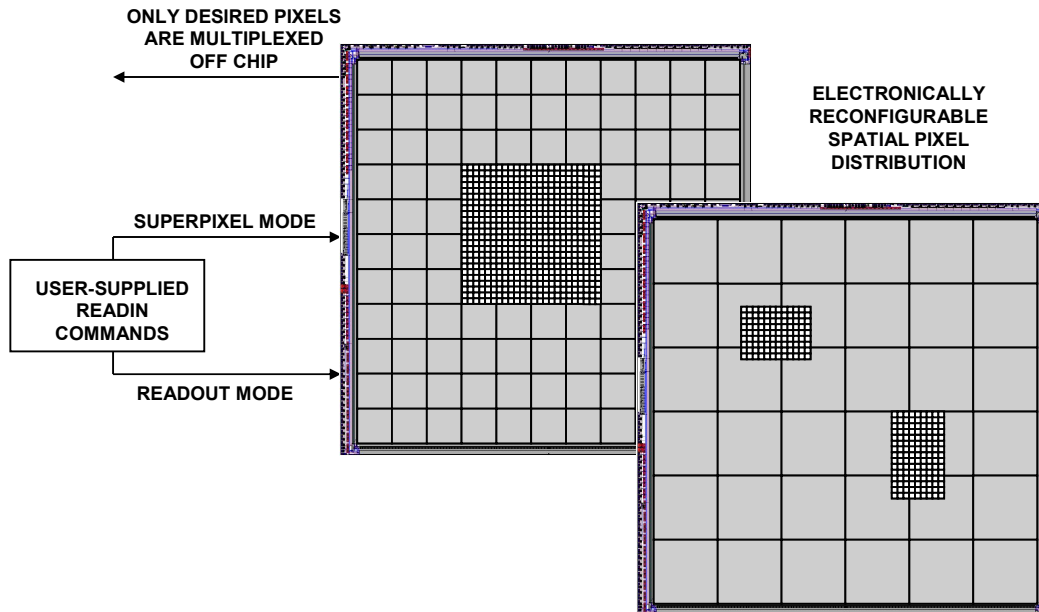 ONLY DESIRED PIXELS
ARE MULTIPLEXED
OFF CHIP
ELECTRONICALLY
RECONFIGURABLE
SPATIAL PIXEL
DISTRIBUTION
SUPERPIXEL MODE
USER-SUPPLIED
READIN
COMMANDS
READOUT MODE